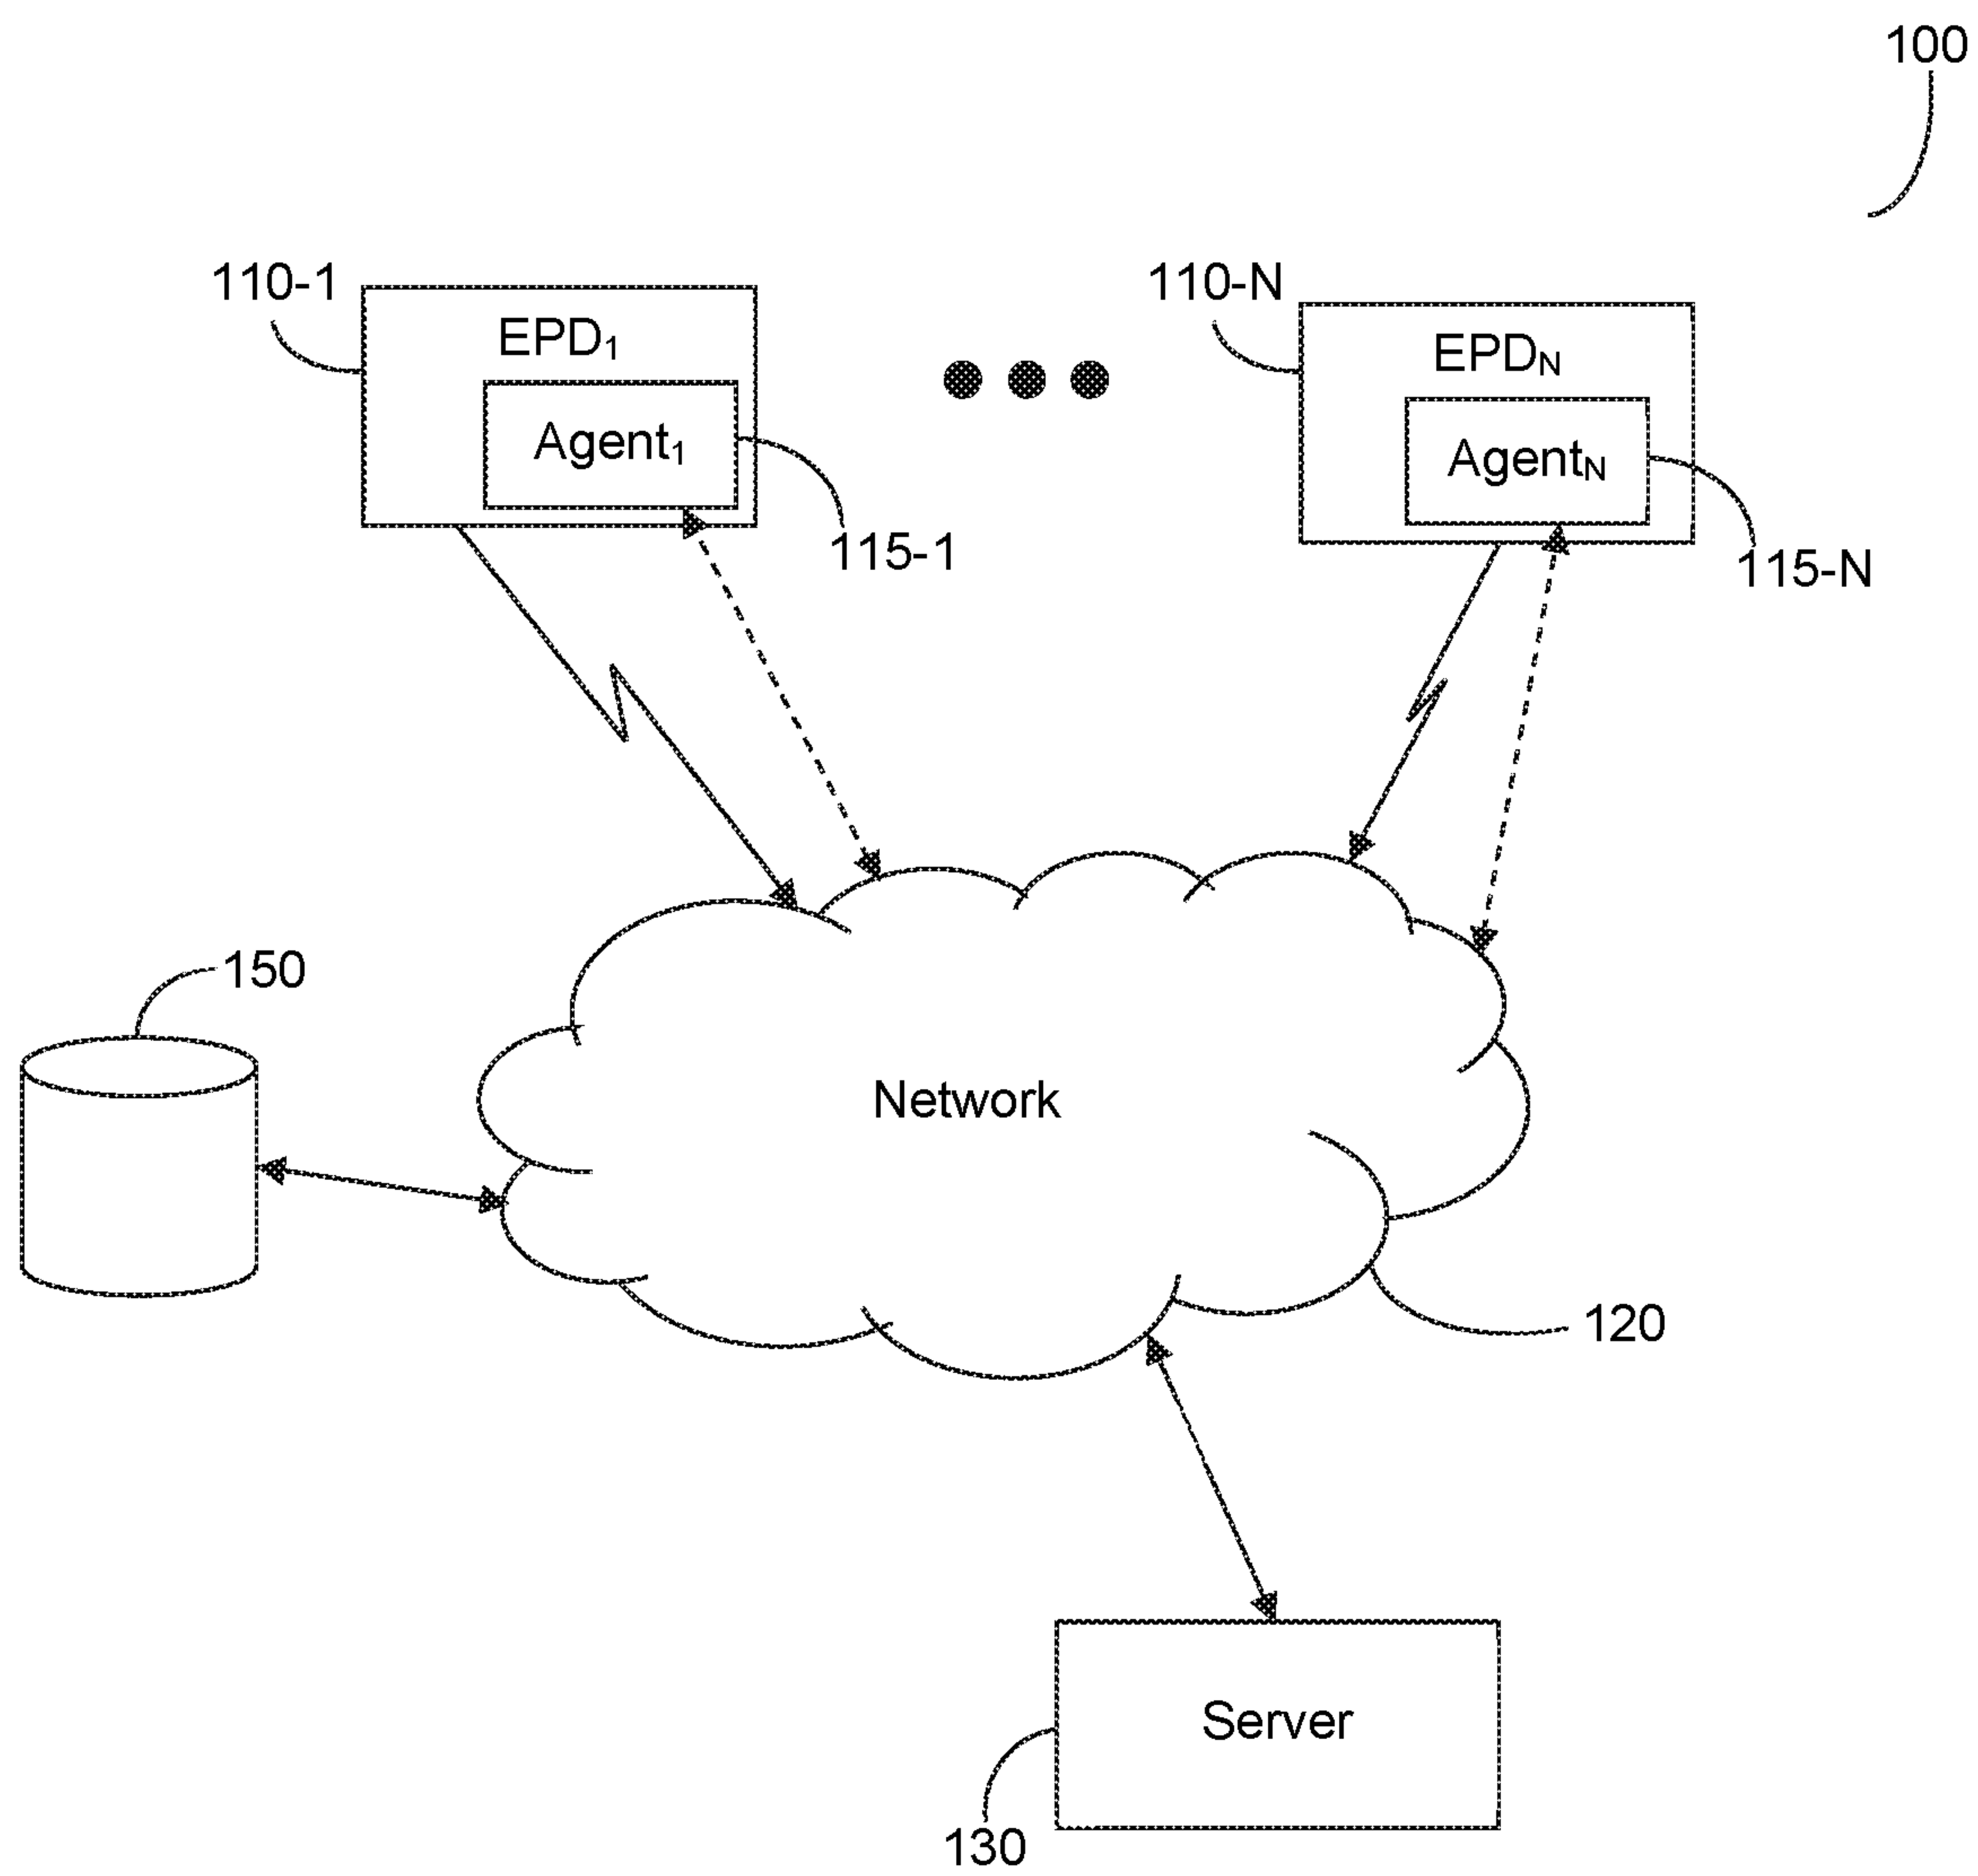 100
110-1
110-N
EPD₁
EPDN
Agent₁
AgentN
115-1
115-N
150
Network
120
Server
130